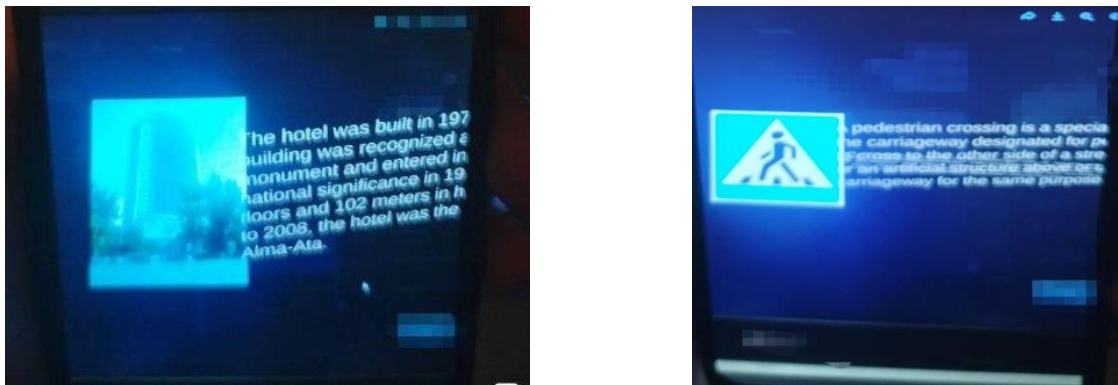 The hotel was built in 197
building was recognized a
monument and entered in
national significance in 19
floors and 102 meters in h
to 2008, the hotel was the
Alma-Ata.
A pedestrian crossing is a specia
the carriageway designated for pe
to cross to the other side of a stre
or an artificial structure above or
carriageway for the same purpose